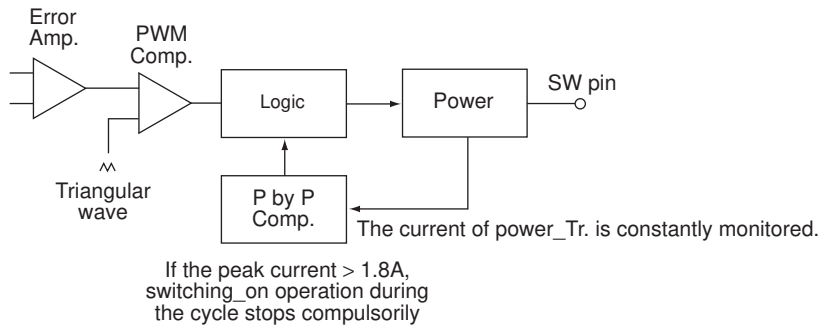 Error
Amp.
PWM
Comp.
Logic
Power
SW pin
Triangular
wave
P by P
Comp.
The current of power_Tr. is constantly monitored.
If the peak current > 1.8A,
switching_on operation during
the cycle stops compulsorily